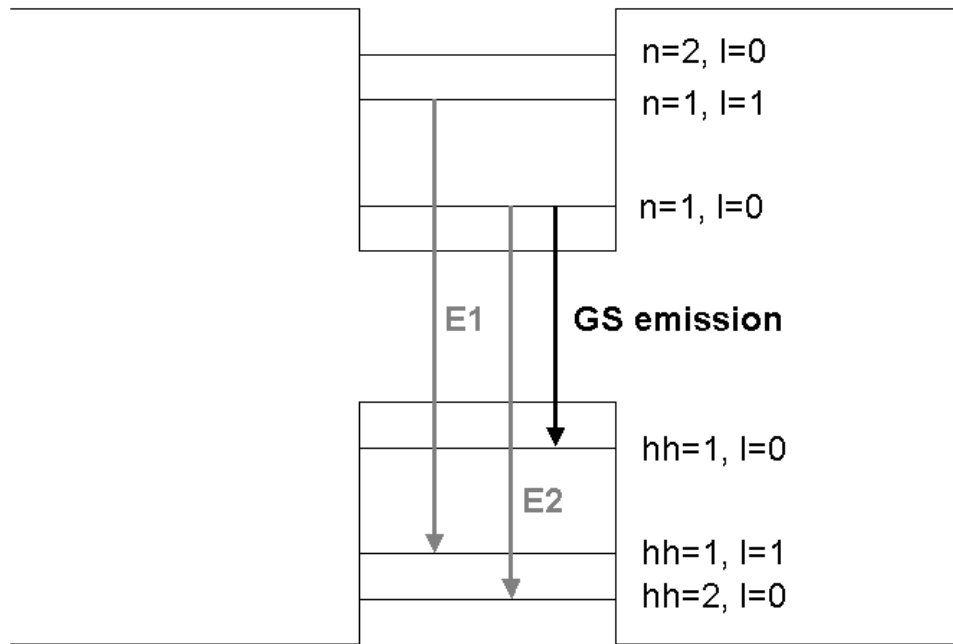 n=2, l=0
n=1, l=1
n=1, l=0
E1
GS emission
hh=1, l=0
E2
hh=1, l=1
hh=2, l=0